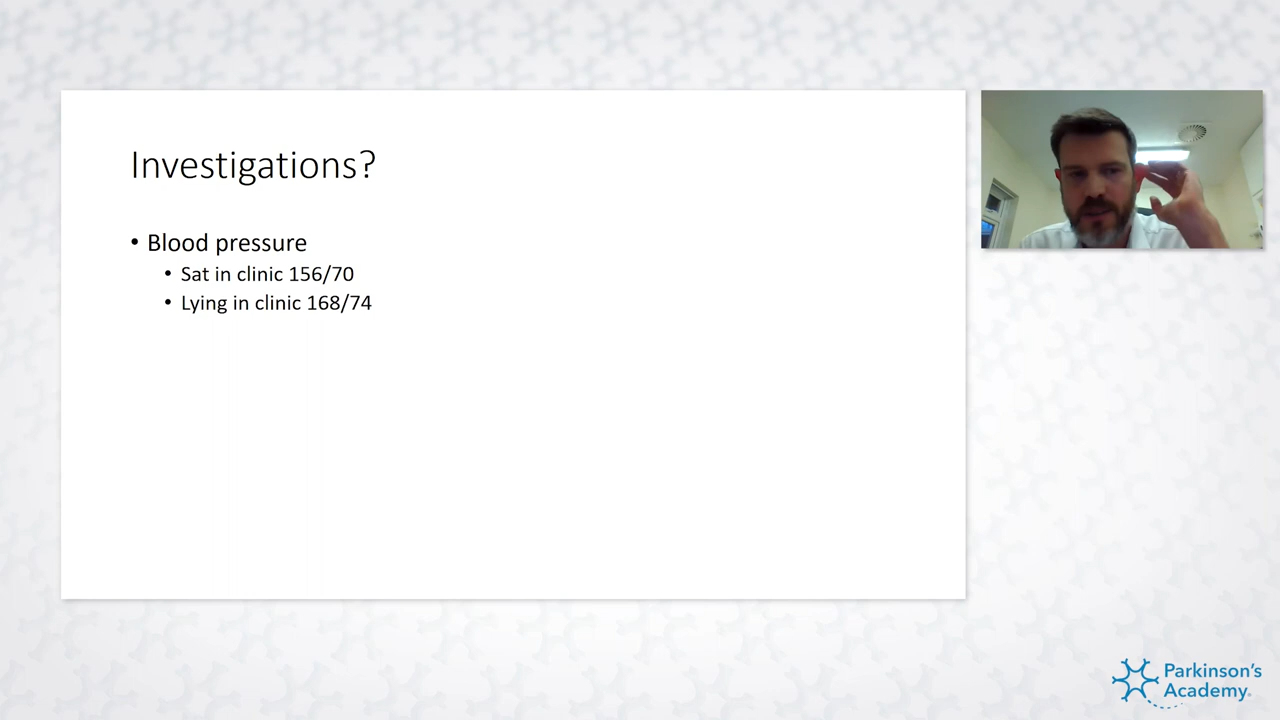 Investigations?
• Blood pressure
• Sat in clinic 156/70
• Lying in clinic 168/74
Parkinson's
Academy